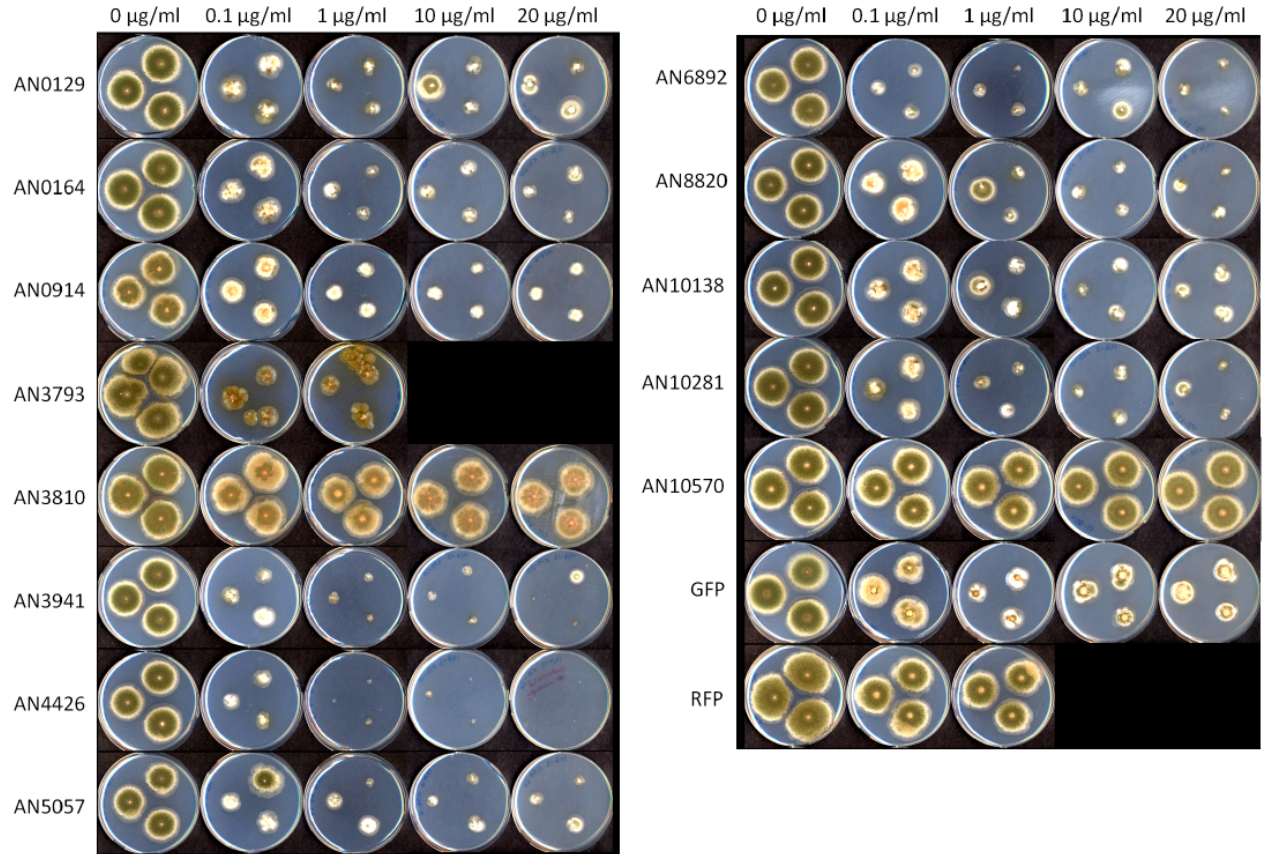 0 µg/ml 0.1 µg/ml 1 µg/ml 10 µg/ml 20 µg/ml
AN0129
AN0164
AN0914
AN3793
AN3810
AN3941
AN4426
AN5057
0 µg/ml 0.1 µg/ml 1 µg/ml 10 µg/ml 20 µg/ml
AN6892
AN8820
AN10138
AN10281
AN10570
GFP
RFP